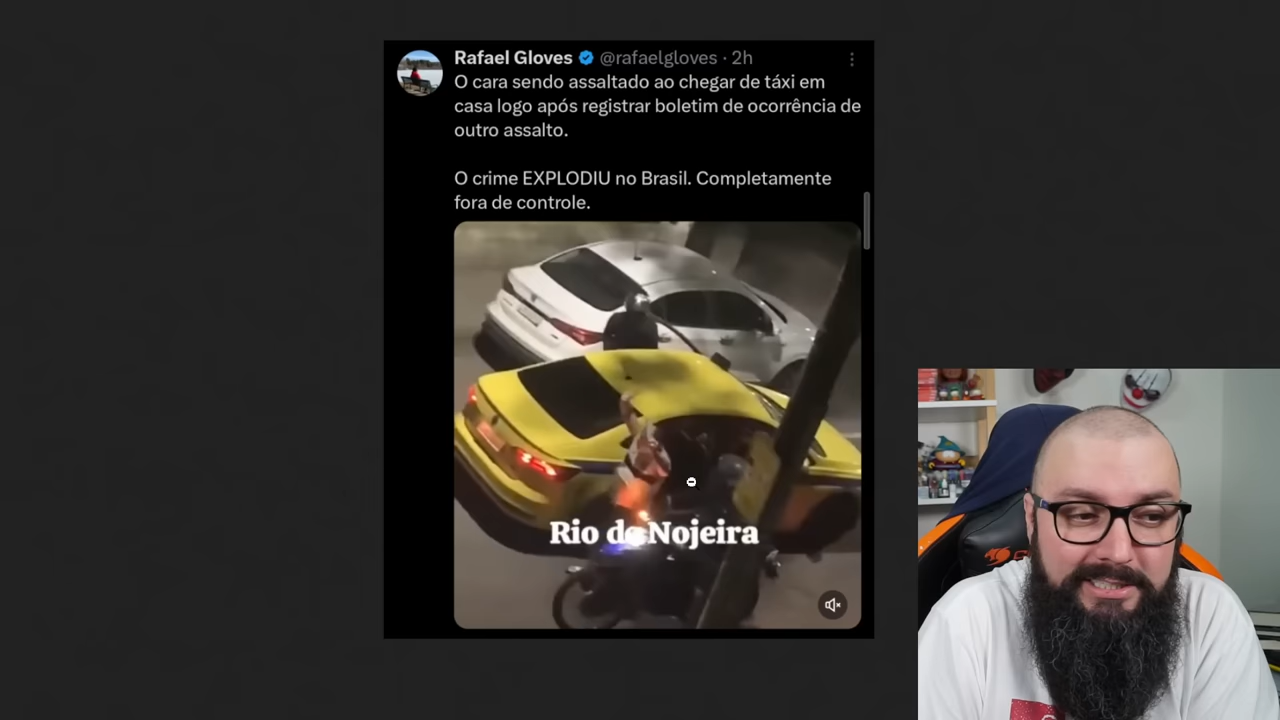 Rafael Gloves @rafaelgloves · 2h
O cara sendo assaltado ao chegar de táxi em
casa logo após registrar boletim de ocorrência de
outro assalto.
O crime EXPLODIU no Brasil. Completamente
fora de controle.
Rio de Nojeira